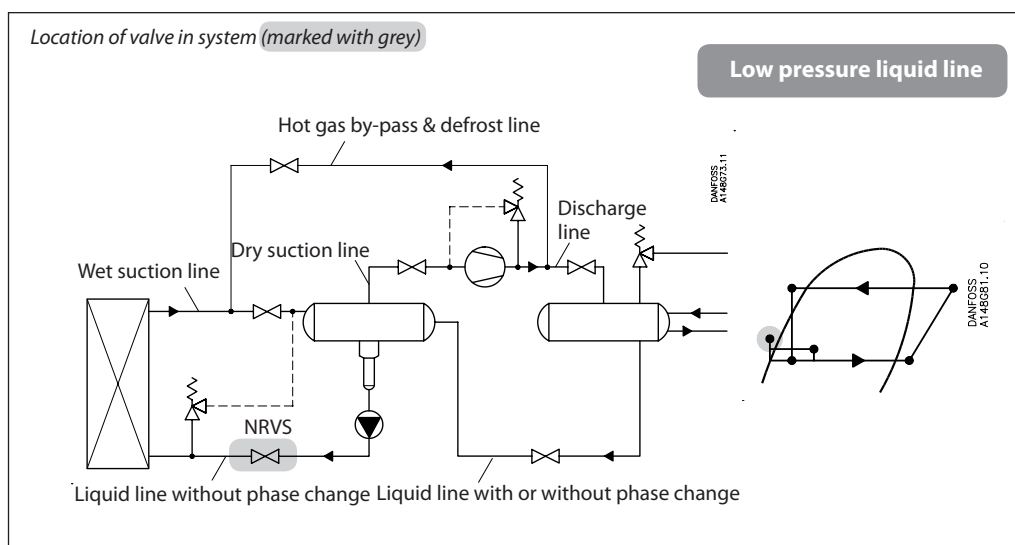 Location of valve in system (marked with grey)
Low pressure liquid line
Hot gas by-pass & defrost line
DANFOSS
A148G73.11
Discharge
line
Dry suction line
Wet suction line
DANFOSS
A148G81.10
NRVS
Liquid line without phase change
Liquid line with or without phase change